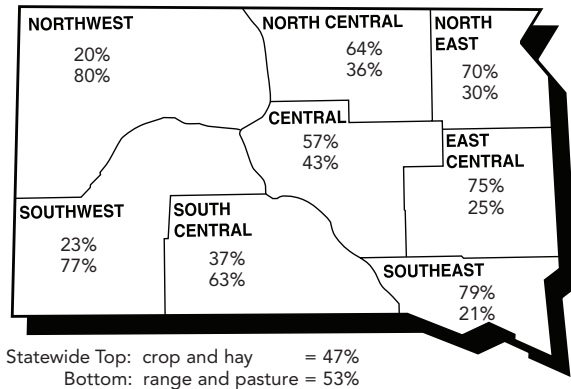 NORTHWEST
20%
80%
NORTH CENTRAL
64%
36%
NORTH
EAST
70%
30%
CENTRAL
57%
43%
EAST
CENTRAL
75%
25%
SOUTHWEST
23%
77%
SOUTH
CENTRAL
37%
63%
SOUTHEAST
79%
21%
Statewide Top: crop and hay = 47%
Bottom: range and pasture = 53%